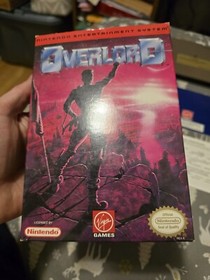 NINTENDO ENTERTAINMENT SYSTEM
OVERLORD
LICENSED BY
Nintendo
Virgin
GAMES